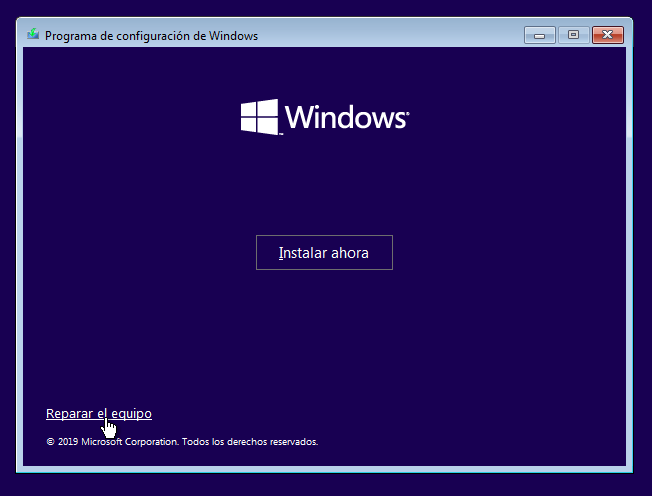 Programa de configuración de Windows
Windows®
Instalar ahora
Reparar el equipo
© 2019 Microsoft Corporation. Todos los derechos reservados.